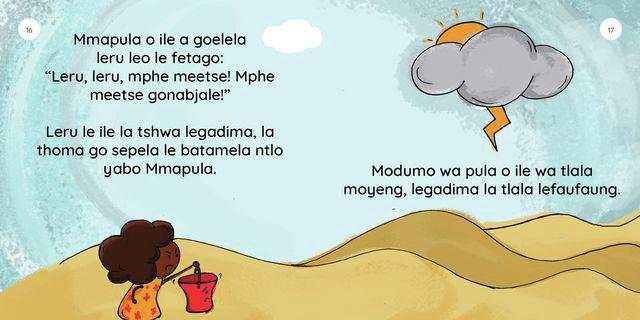 16
Mmapula o ile a goelela
leru leo le fetago:
“Leru, leru, mphe meetse! Mphe
meetse gonabjale!”
Leru le ile la tshwa legadima, la
thoma go sepela le batamela ntlo
yabo Mmapula.
17
Modumo wa pula o ile wa tlala
moyeng, legadima la tlala lefaufaung.